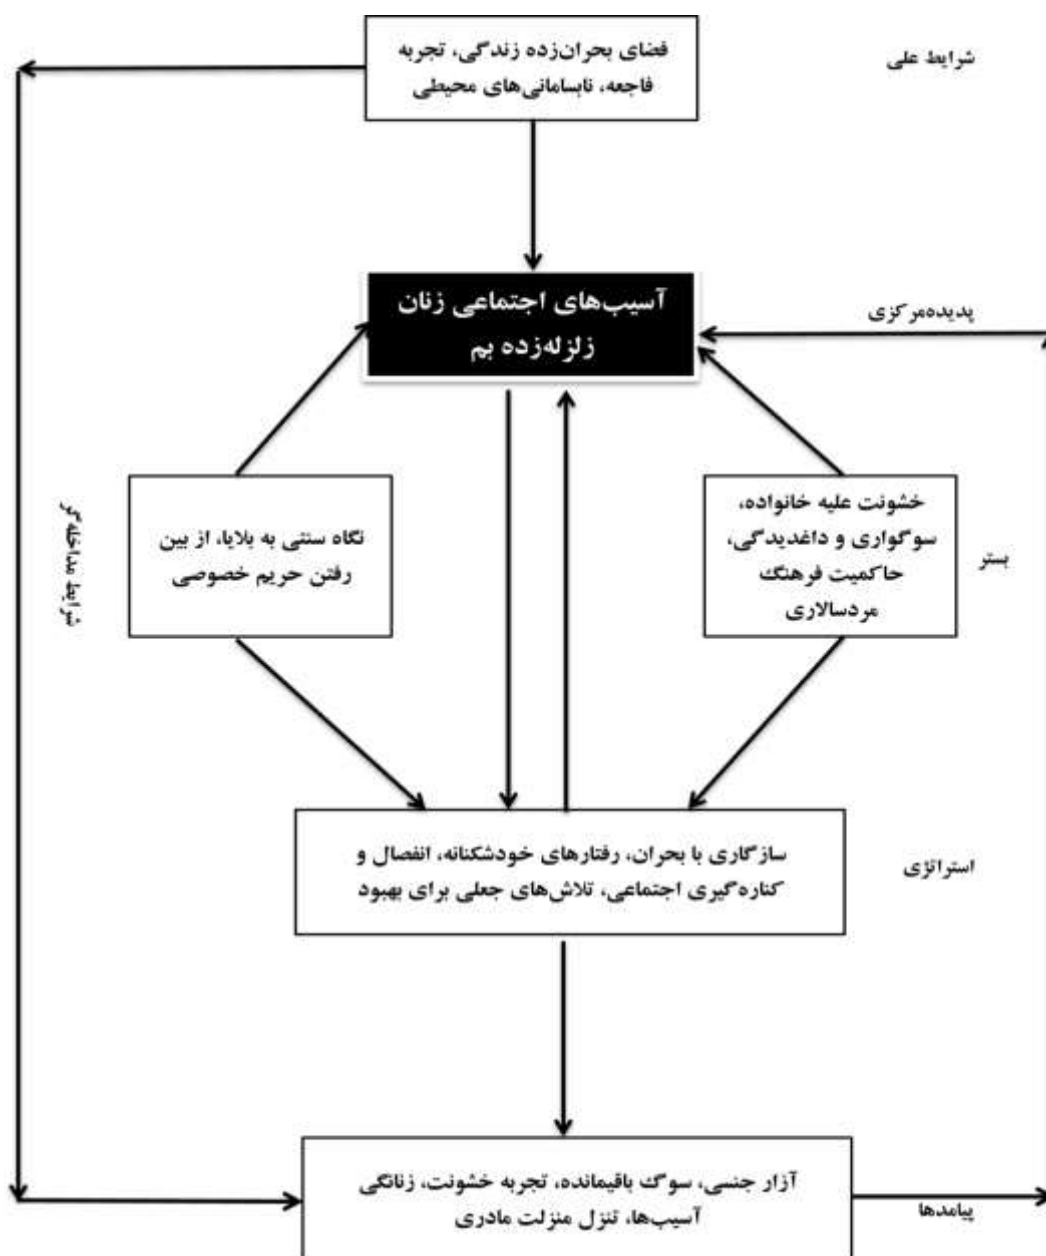 فضای بحران‌زده زندگی، تجربه
فاجعه، نابسامانی‌های محیطی
شرایط علی
آسیب‌های اجتماعی زنان
زلزله‌زده بم
پدیده‌مرکزی
خشونت علیه خانواده،
سوگواری و داغدیدگی،
حاکمیت فرهنگ
مردسالاری
بستر
نگاه سنتی به بلایا، از بین
رفتن حریم خصوصی
شرایط مداخله‌گر
سازگاری با بحران، رفتارهای خودشکنانه، انفصال و
کناره‌گیری اجتماعی، تلاش‌های جعلی برای بهبود
استراتژی
آزار جنسی، سوگ باقیمانده، تجربه خشونت، زنانگی
آسیب‌ها، تنزل منزلت مادری
پیامدها